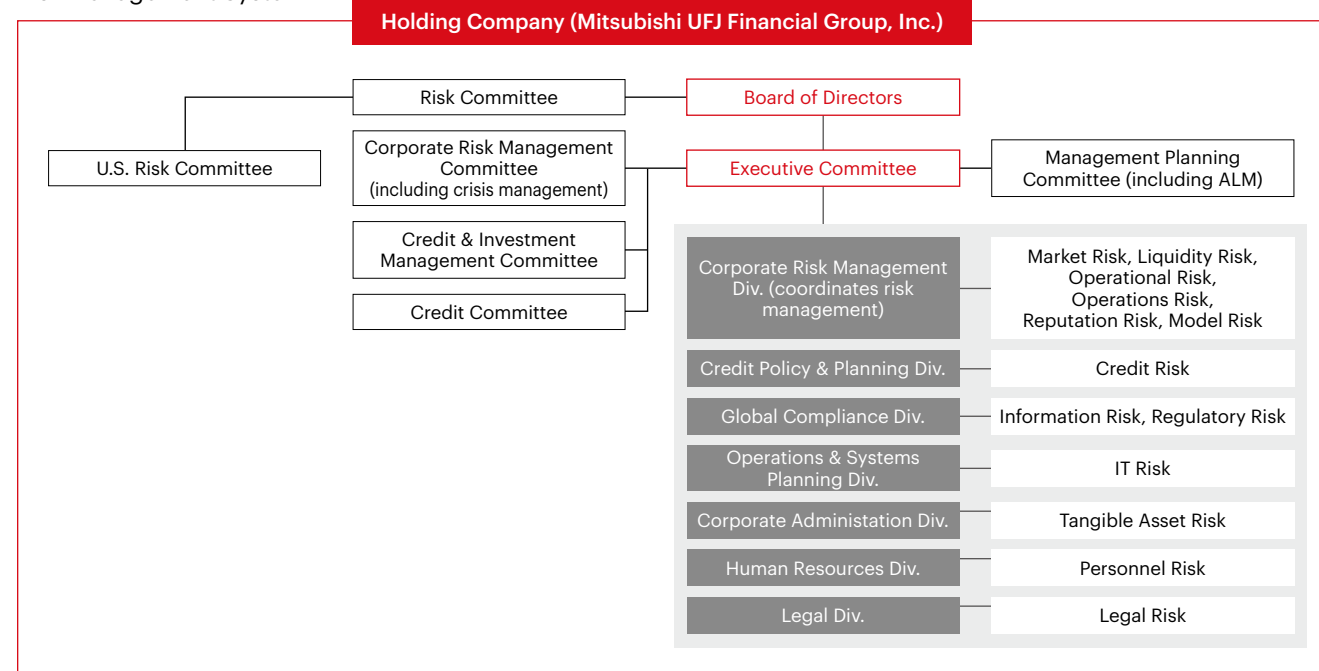 Holding Company (Mitsubishi UFJ Financial Group, Inc.)
Risk Committee
Board of Directors
U.S. Risk Committee
Corporate Risk Management
Committee
(including crisis management)
Executive Committee
Management Planning
Committee (including ALM)
Credit & Investment
Management Committee
Credit Committee
Corporate Risk Management
Div. (coordinates risk
management)
Market Risk, Liquidity Risk,
Operational Risk,
Operations Risk,
Reputation Risk, Model Risk
Credit Policy & Planning Div.
Credit Risk
Global Compliance Div.
Information Risk, Regulatory Risk
Operations & Systems
Planning Div.
IT Risk
Corporate Administation Div.
Tangible Asset Risk
Human Resources Div.
Personnel Risk
Legal Div.
Legal Risk